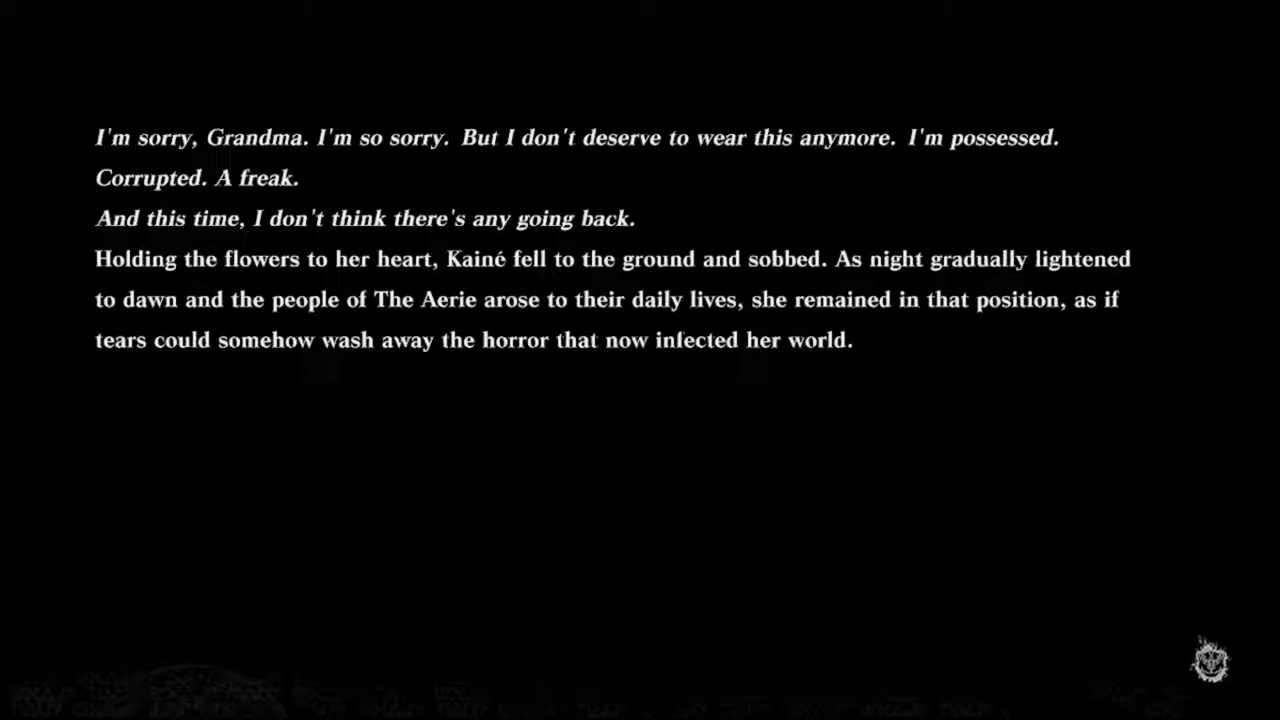 I'm sorry, Grandma. I'm so sorry. But I don't deserve to wear this anymore. I'm possessed.
Corrupted. A freak.
And this time, I don't think there's any going back.
Holding the flowers to her heart, Kainé fell to the ground and sobbed. As night gradually lightened
to dawn and the people of The Aerie arose to their daily lives, she remained in that position, as if
tears could somehow wash away the horror that now infected her world.